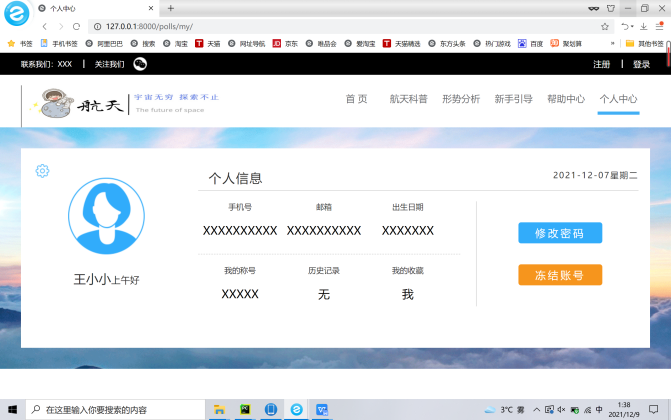 个人中心
127.0.0.1:8000/polls/my/
书签 手机书签 阿里巴巴 搜索 淘宝 天猫 网址导航 京东 唯品会 爱淘宝 天猫精选 东方头条 热门游戏 百度 聚划算 » 其他书签
联系我们: XXX | 关注我们 注册 | 登录
航天 宇宙无穷 探索不止
The future of space
首 页 航天科普 形势分析 新手引导 帮助中心 个人中心
个人信息 2021-12-07星期二
手机号 邮箱 出生日期
XXXXXXXXXX XXXXXXXXXX XXXXXXX
修改密码
王小小上午好
我的称号 历史记录 我的收藏
冻结账号
XXXXX 无 我
在这里输入你要搜索的内容
3°C 雾 中 1:38
2021/12/9